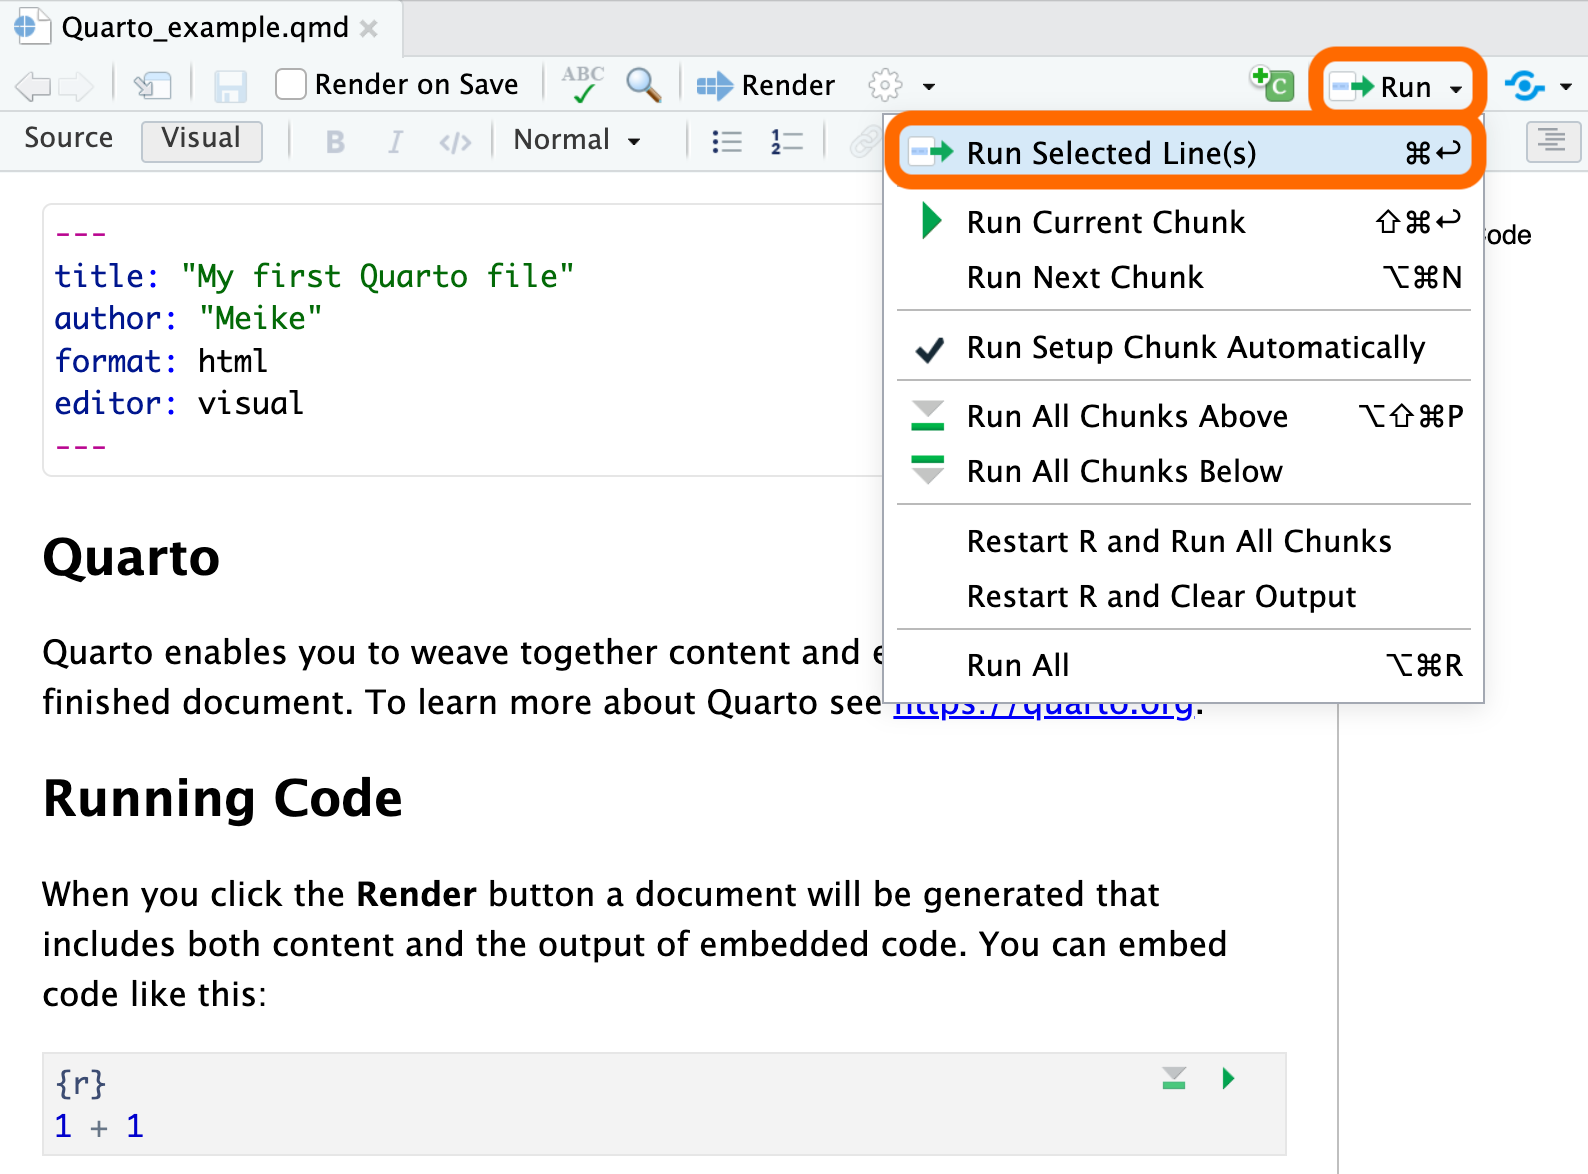 Quarto_example.qmd
Render on Save ABC Render Run
Source Visual B I </> Normal
Run Selected Line(s) ⌘↩
Run Current Chunk ⇧⌘↩
Run Next Chunk ⌥⌘N
Run Setup Chunk Automatically
Run All Chunks Above ⌥⇧⌘P
Run All Chunks Below
Restart R and Run All Chunks
Restart R and Clear Output
Run All ⌥⌘R
---
title: "My first Quarto file"
author: "Meike"
format: html
editor: visual
---
Quarto
Quarto enables you to weave together content and
finished document. To learn more about Quarto see https://quarto.org.
Running Code
When you click the Render button a document will be generated that
includes both content and the output of embedded code. You can embed
code like this:
{r}
1 + 1